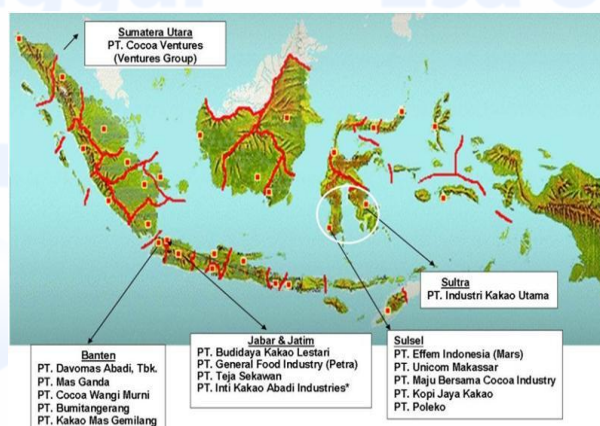 Sumatera Utara
PT. Cocoa Ventures
(Ventures Group)
Sultra
PT. Industri Kakao Utama
Banten
PT. Davomas Abadi, Tbk.
PT. Mas Ganda
PT. Cocoa Wangi Murni
PT. Bumitangerang
PT. Kakao Mas Gemilang
Jabar & Jatim
PT. Budidaya Kakao Lestari
PT. General Food Industry (Petra)
PT. Teja Sekawan
PT. Inti Kakao Abadi Industries*
Sulsel
PT. Effem Indonesia (Mars)
PT. Unicom Makassar
PT. Maju Bersama Cocoa Industry
PT. Kopi Jaya Kakao
PT. Poleko